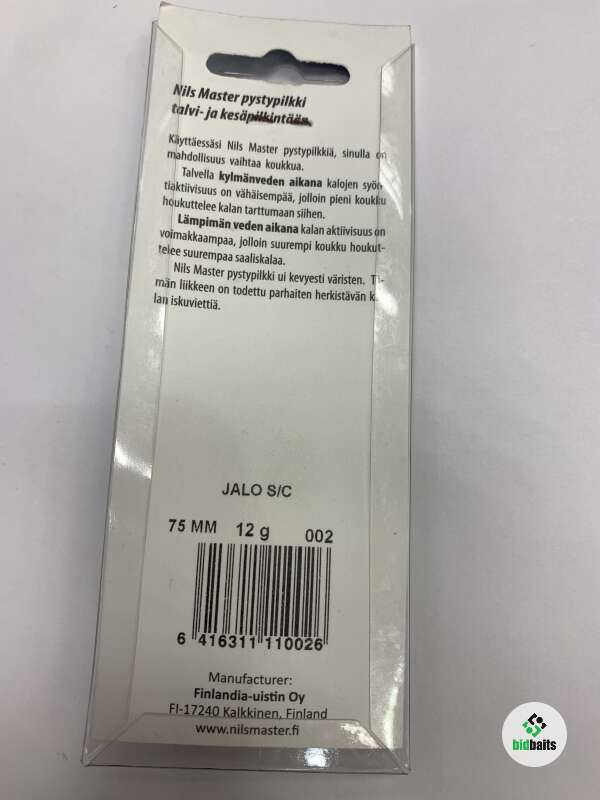 Nils Master pystypilkki
talvi- ja kesäpilkintään.
Käyttäessäsi Nils Master pystypilkkiä, sinulla on
mahdollisuus vaihtaa koukkua.
Talvella kylmänveden aikana kalojen syön-
tiaktiivisuus on vähäisempää, jolloin pieni koukku
houkuttelee kalan tarttumaan siihen.
Lämpimän veden aikana kalan aktiivisuus on
voimakkaampaa, jolloin suurempi koukku houkut-
telee suurempaa saaliskalaa.
Nils Master pystypilkki ui kevyesti väristen. Tä-
män liikkeen on todettu parhaiten herkistävän ka-
lan iskuviettiä.
JALO S/C
75 MM 12 g 002
6 416311 110026
Manufacturer:
Finlandia-uistin Oy
FI-17240 Kalkkinen, Finland
www.nilsmaster.fi
bidbaits